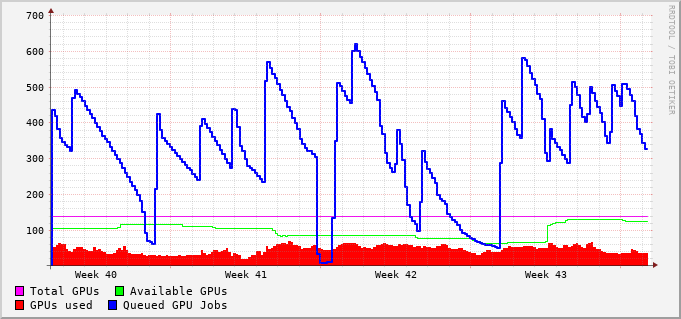 700
600
500
400
300
200
100
Week 40 Week 41 Week 42 Week 43
Total GPUs Available GPUs
GPUs used Queued GPU Jobs
RRDTOOL / TOBI OETIKER